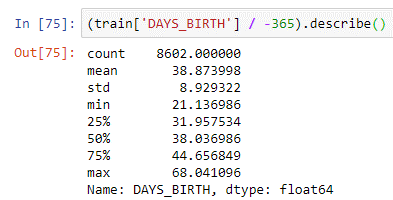 In [75]: (train['DAYS_BIRTH'] / -365).describe()
Out[75]: count    8602.000000
mean       38.873998
std         8.929322
min        21.136986
25%        31.957534
50%        38.036986
75%        44.656849
max        68.041096
Name: DAYS_BIRTH, dtype: float64